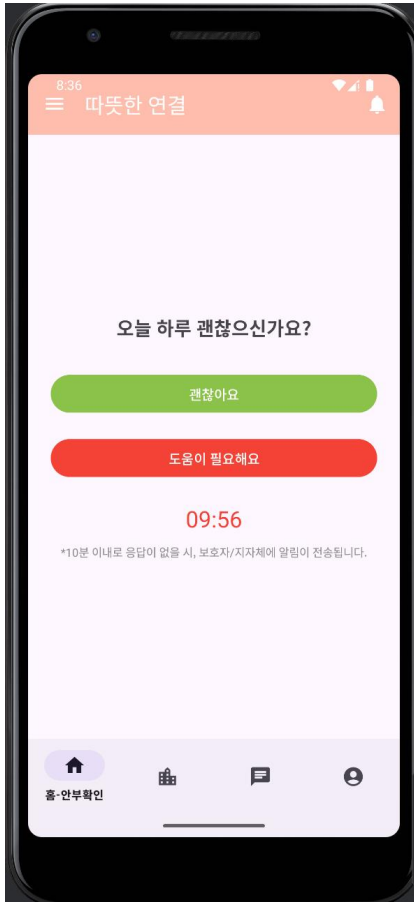 8:36
따뜻한 연결
오늘 하루 괜찮으신가요?
괜찮아요
도움이 필요해요
09:56
*10분 이내로 응답이 없을 시, 보호자/지자체에 알림이 전송됩니다.
홈-안부확인